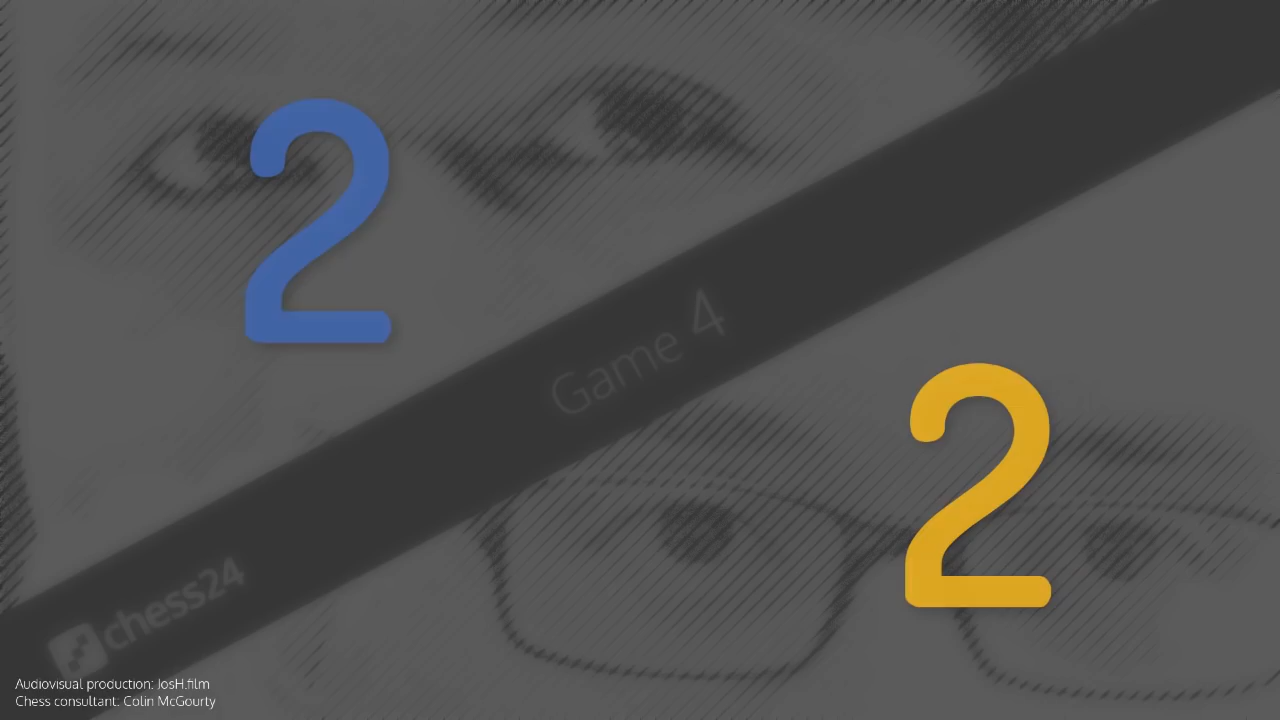 2
Game 4
2
chess24
Audiovisual production: JosH.film
Chess consultant: Colin McGourty